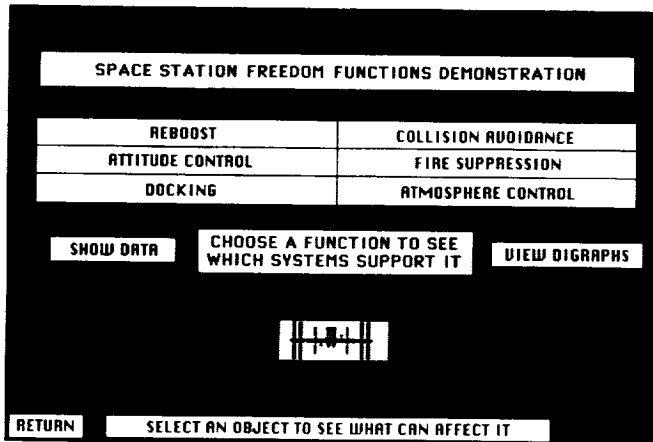 SPACE STATION FREEDOM FUNCTIONS DEMONSTRATION
REBOOST
COLLISION AVOIDANCE
ATTITUDE CONTROL
FIRE SUPPRESSION
DOCKING
ATMOSPHERE CONTROL
SHOW DATA
CHOOSE A FUNCTION TO SEE
WHICH SYSTEMS SUPPORT IT
VIEW DIGRAPHS
RETURN
SELECT AN OBJECT TO SEE WHAT CAN AFFECT IT